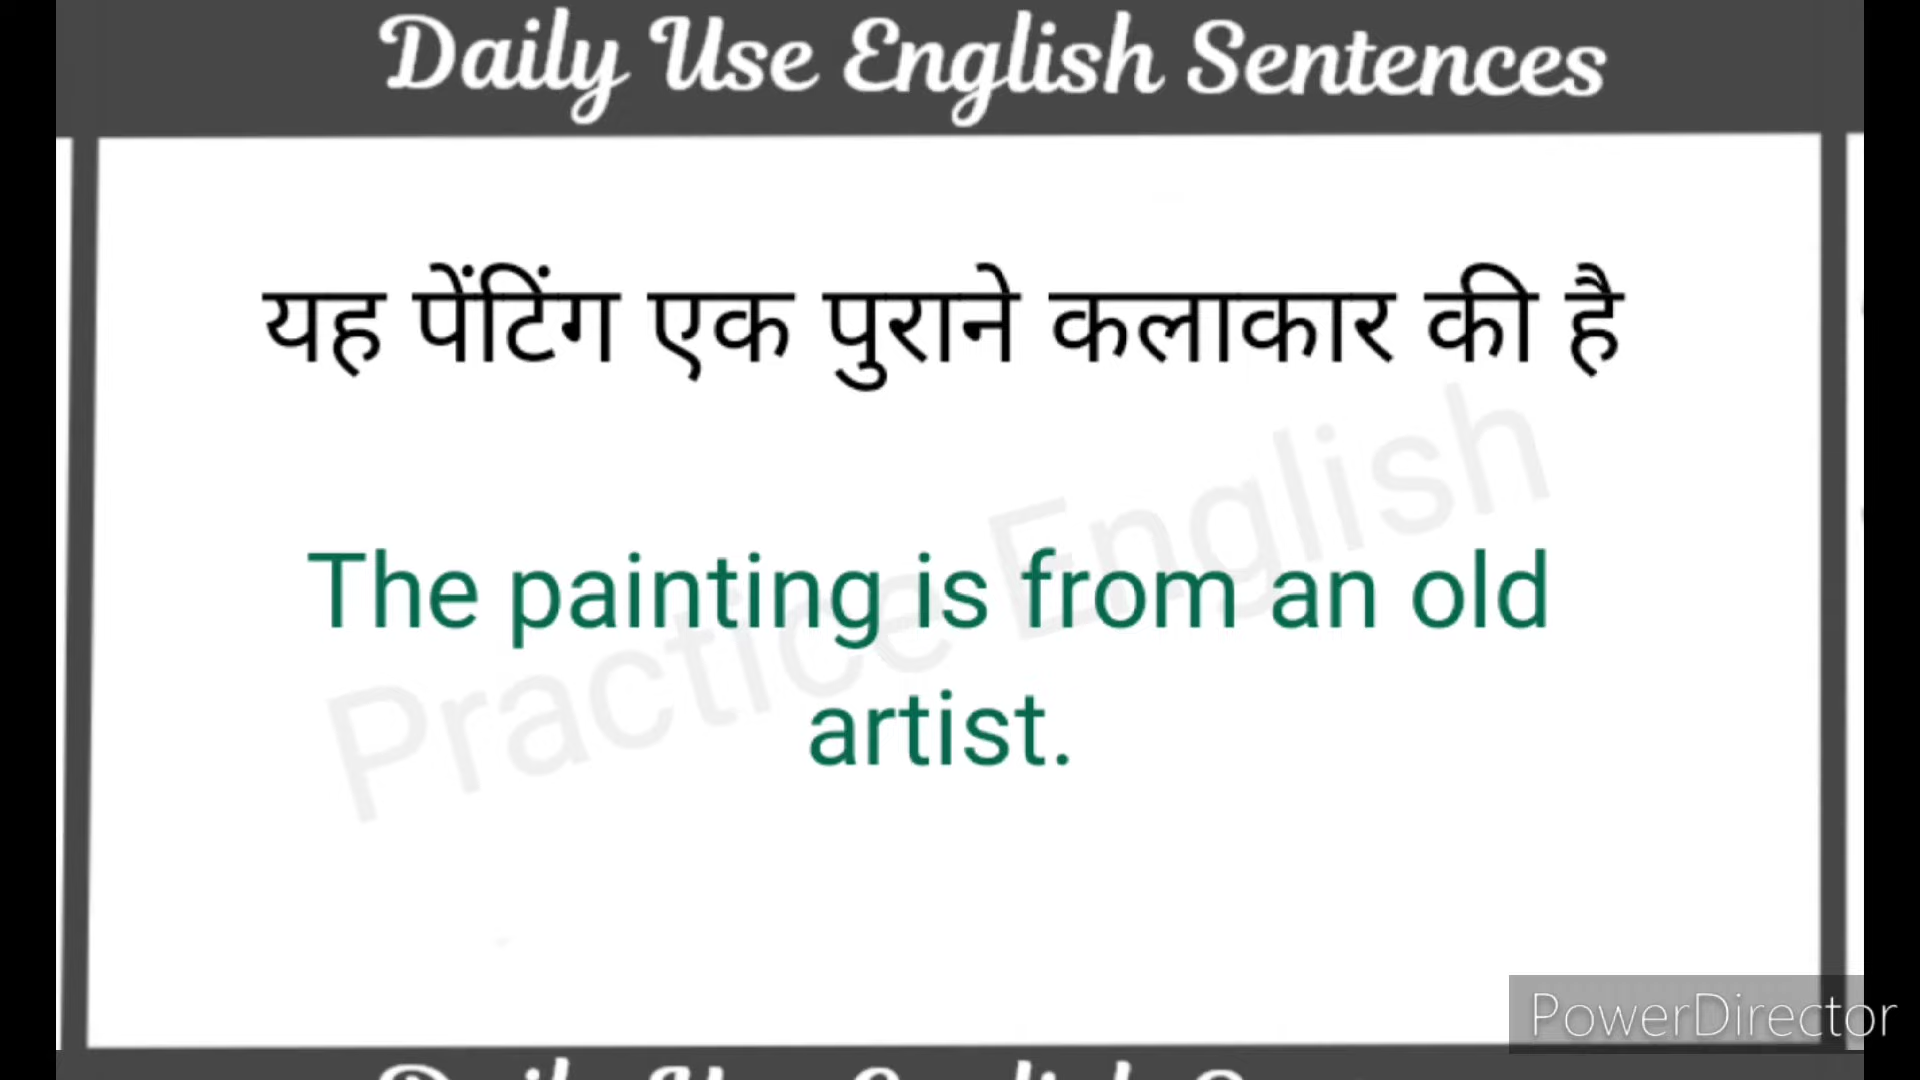 Daily Use English Sentences
यह पेंटिंग एक पुराने कलाकार की है
Practice English
The painting is from an old
artist.
PowerDirector